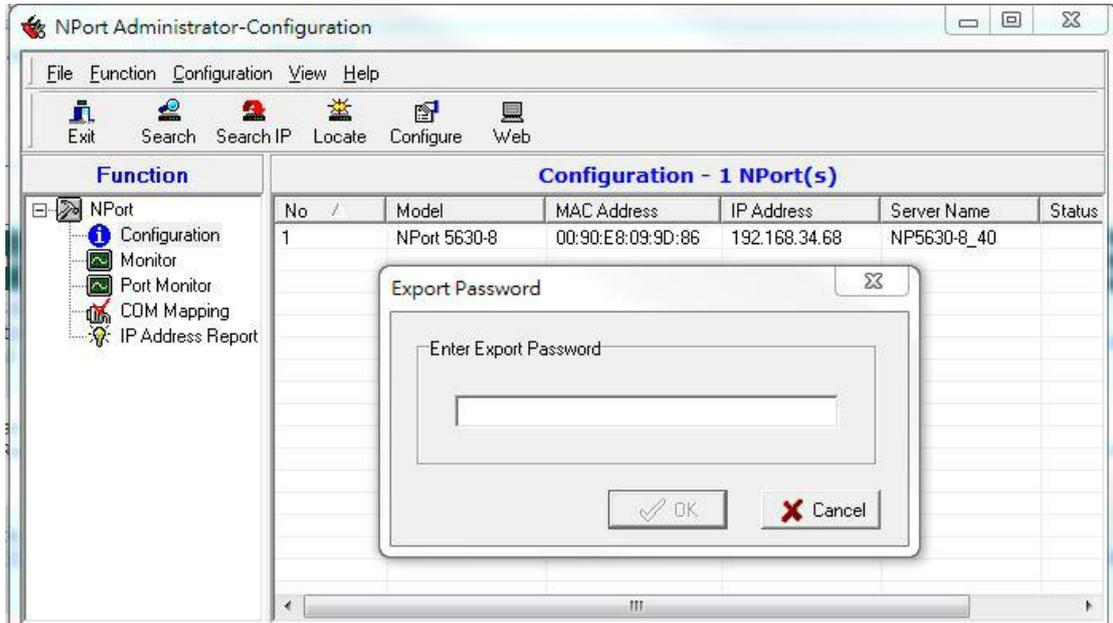 NPort Administrator-Configuration
File Function Configuration View Help
Exit Search Search IP Locate Configure Web
Function
Configuration - 1 NPort(s)
NPort
Configuration
Monitor
Port Monitor
COM Mapping
IP Address Report
No Model MAC Address IP Address Server Name Status
1 NPort 5630-8 00:90:E8:09:9D:86 192.168.34.68 NP5630-8_40
Export Password
Enter Export Password
OK Cancel